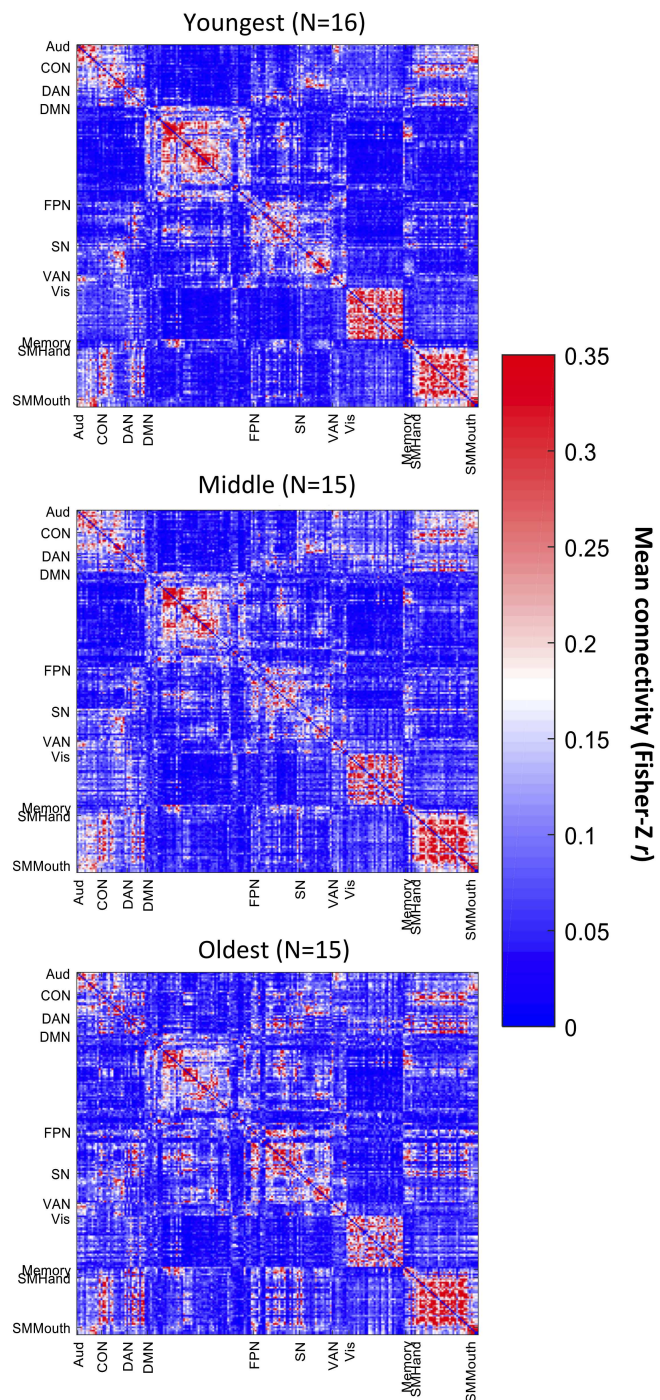 Youngest (N=16)
Aud
CON
DAN
DMN
FPN
SN
VAN
Vis
Memory
SMHand
SMMouth
Aud
CON
DAN
DMN
FPN
SN
VAN
Vis
Memory
SMHand
SMMouth
Middle (N=15)
Aud
CON
DAN
DMN
FPN
SN
VAN
Vis
Memory
SMHand
SMMouth
Aud
CON
DAN
DMN
FPN
SN
VAN
Vis
Memory
SMHand
SMMouth
Oldest (N=15)
Aud
CON
DAN
DMN
FPN
SN
VAN
Vis
Memory
SMHand
SMMouth
Aud
CON
DAN
DMN
FPN
SN
VAN
Vis
Memory
SMHand
SMMouth
0.35
0.3
0.25
0.2
0.15
0.1
0.05
0
Mean connectivity (Fisher-Z r)